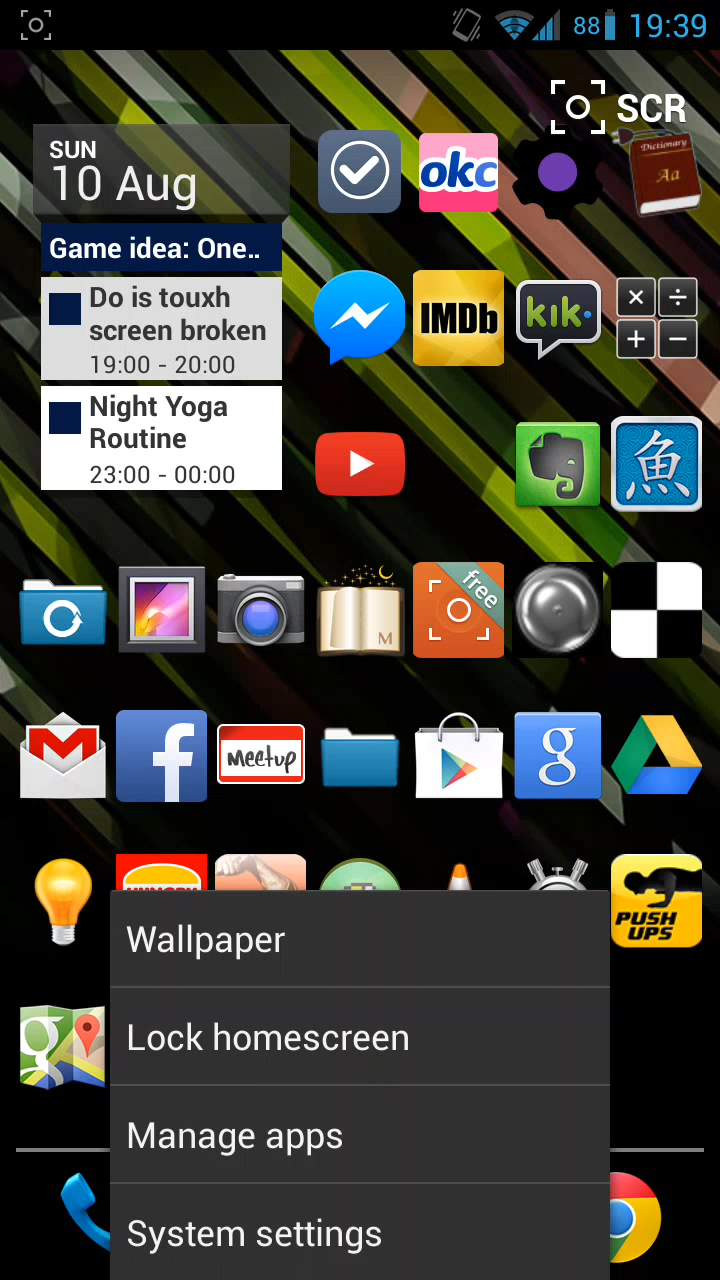 88 19:39
SCR
SUN
10 Aug
Game idea: One..
Do is touxh
screen broken
19:00 - 20:00
Night Yoga
Routine
23:00 - 00:00
okc
Dictionary
Aa
IMDb
kik
× ÷
+ −
魚
M
free
f
Meetup
g
HUNGRY
PUSH
UPS
g
Wallpaper
Lock homescreen
Manage apps
System settings